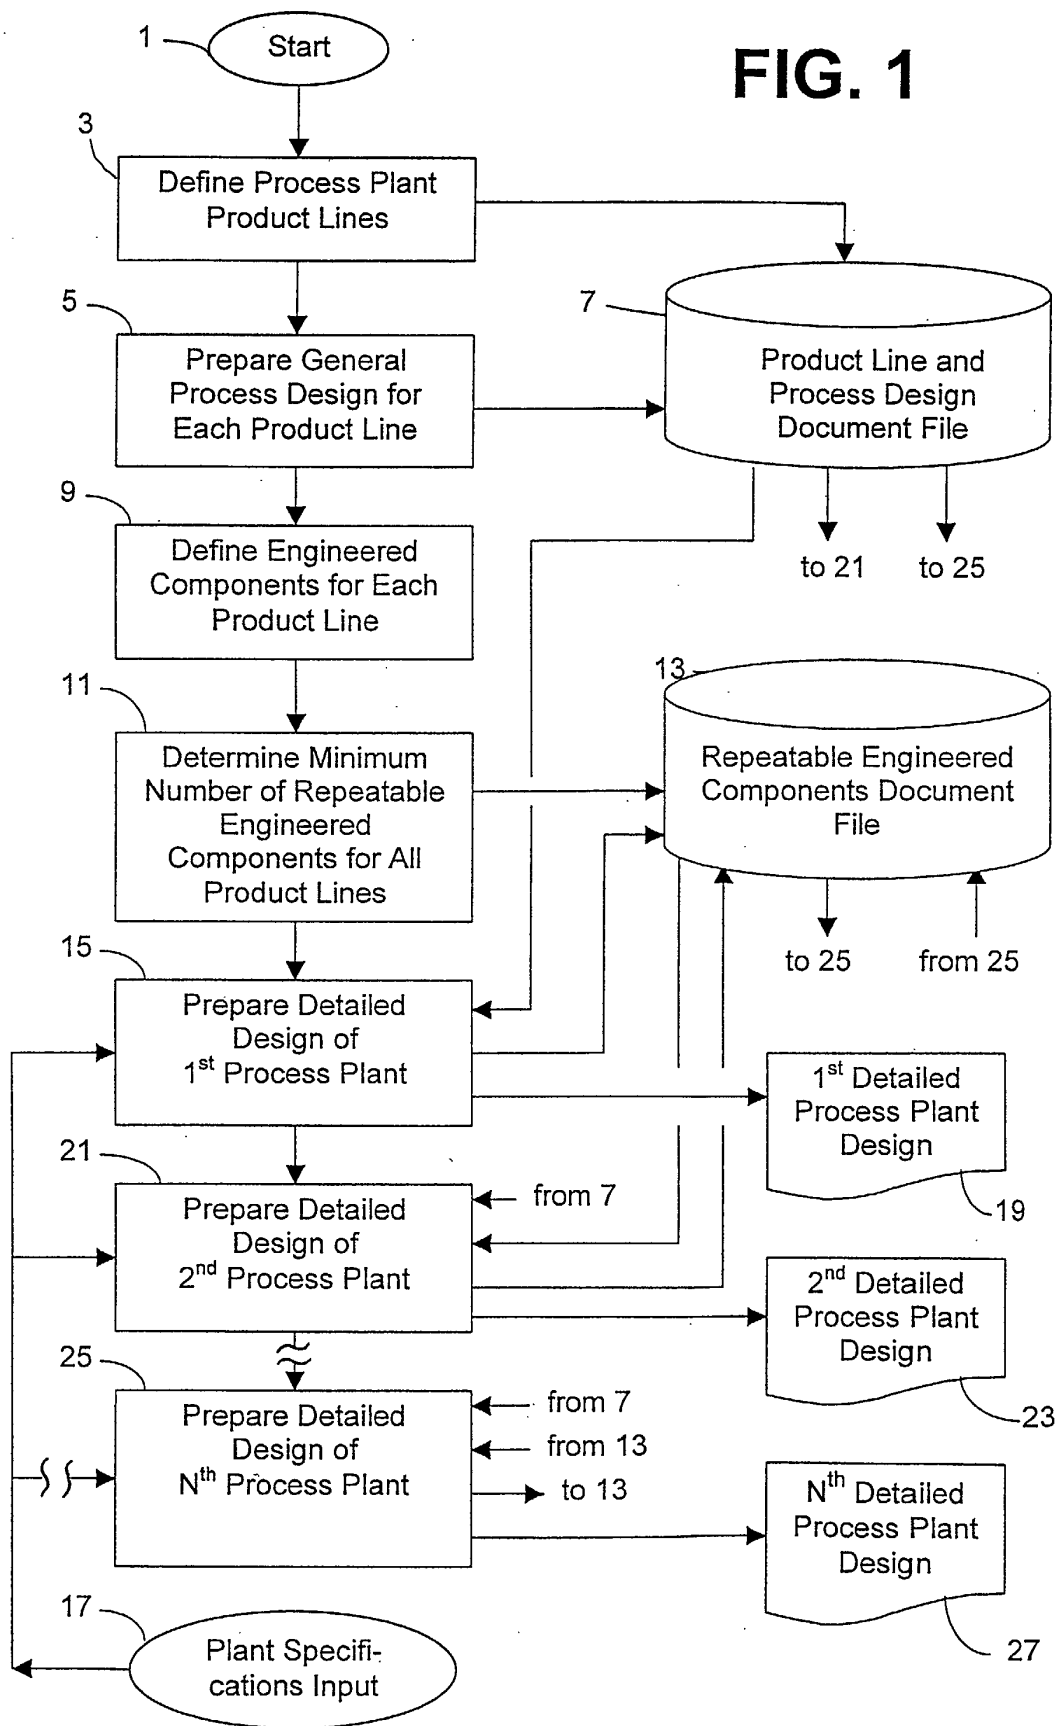 1
Start
FIG. 1
3
Define Process Plant
Product Lines
5
Prepare General
Process Design for
Each Product Line
7
Product Line and
Process Design
Document File
to 21
to 25
9
Define Engineered
Components for Each
Product Line
11
Determine Minimum
Number of Repeatable
Engineered
Components for All
Product Lines
13
Repeatable Engineered
Components Document
File
to 25
from 25
15
Prepare Detailed
Design of
1st Process Plant
1st Detailed
Process Plant
Design
19
21
Prepare Detailed
Design of
2nd Process Plant
from 7
2nd Detailed
Process Plant
Design
23
25
Prepare Detailed
Design of
Nth Process Plant
from 7
from 13
to 13
Nth Detailed
Process Plant
Design
27
17
Plant Specifi-
cations Input